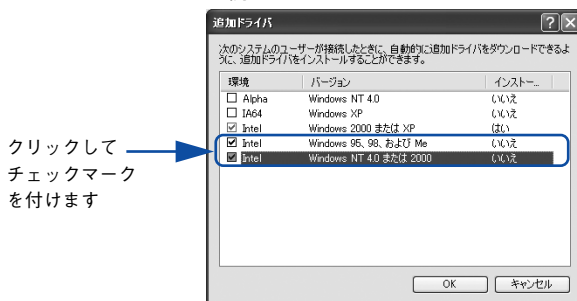 追加ドライバ
次のシステムのユーザーが接続したときに、自動的に追加ドライバをダウンロードできるよ
うに、追加ドライバをインストールすることができます。
環境 バージョン インストー...
Alpha Windows NT 4.0 いいえ
IA64 Windows XP いいえ
Intel Windows 2000 または XP はい
Intel Windows 95、98、および Me いいえ
Intel Windows NT 4.0 または 2000 いいえ
クリックして
チェックマーク
を付けます
OK キャンセル